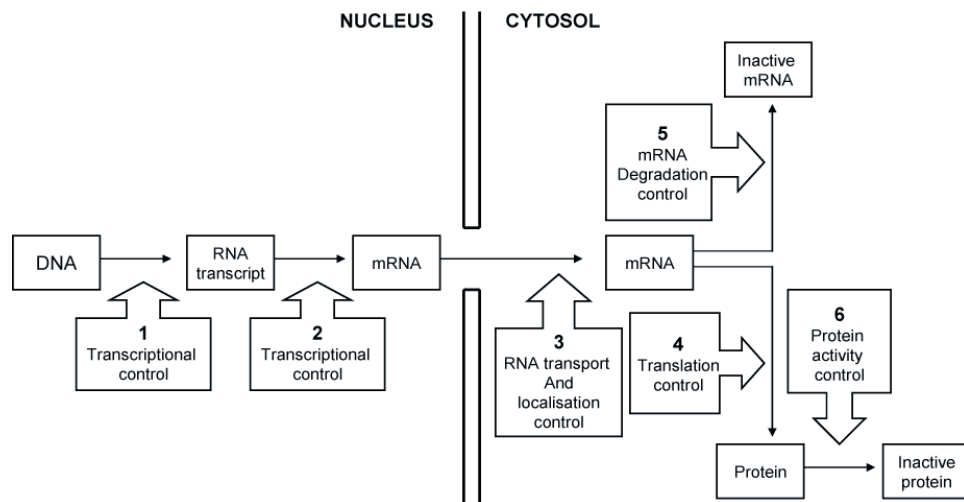 NUCLEUS
CYTOSOL
Inactive
mRNA
5
mRNA
Degradation
control
DNA
RNA
transcript
mRNA
mRNA
1
Transcriptional
control
2
Transcriptional
control
3
RNA transport
And
localisation
control
4
Translation
control
6
Protein
activity
control
Protein
Inactive
protein